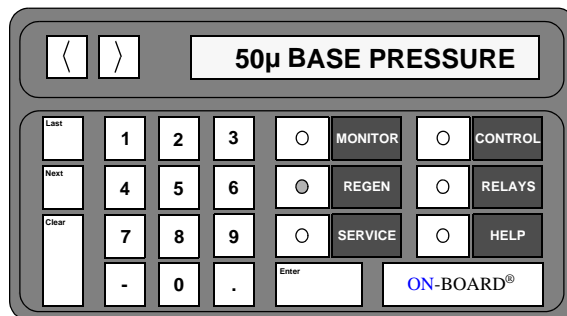 〈 〉 50µ BASE PRESSURE
Last 1 2 3 MONITOR CONTROL
Next 4 5 6 REGEN RELAYS
Clear 7 8 9 SERVICE HELP
- 0 . Enter ON-BOARD®